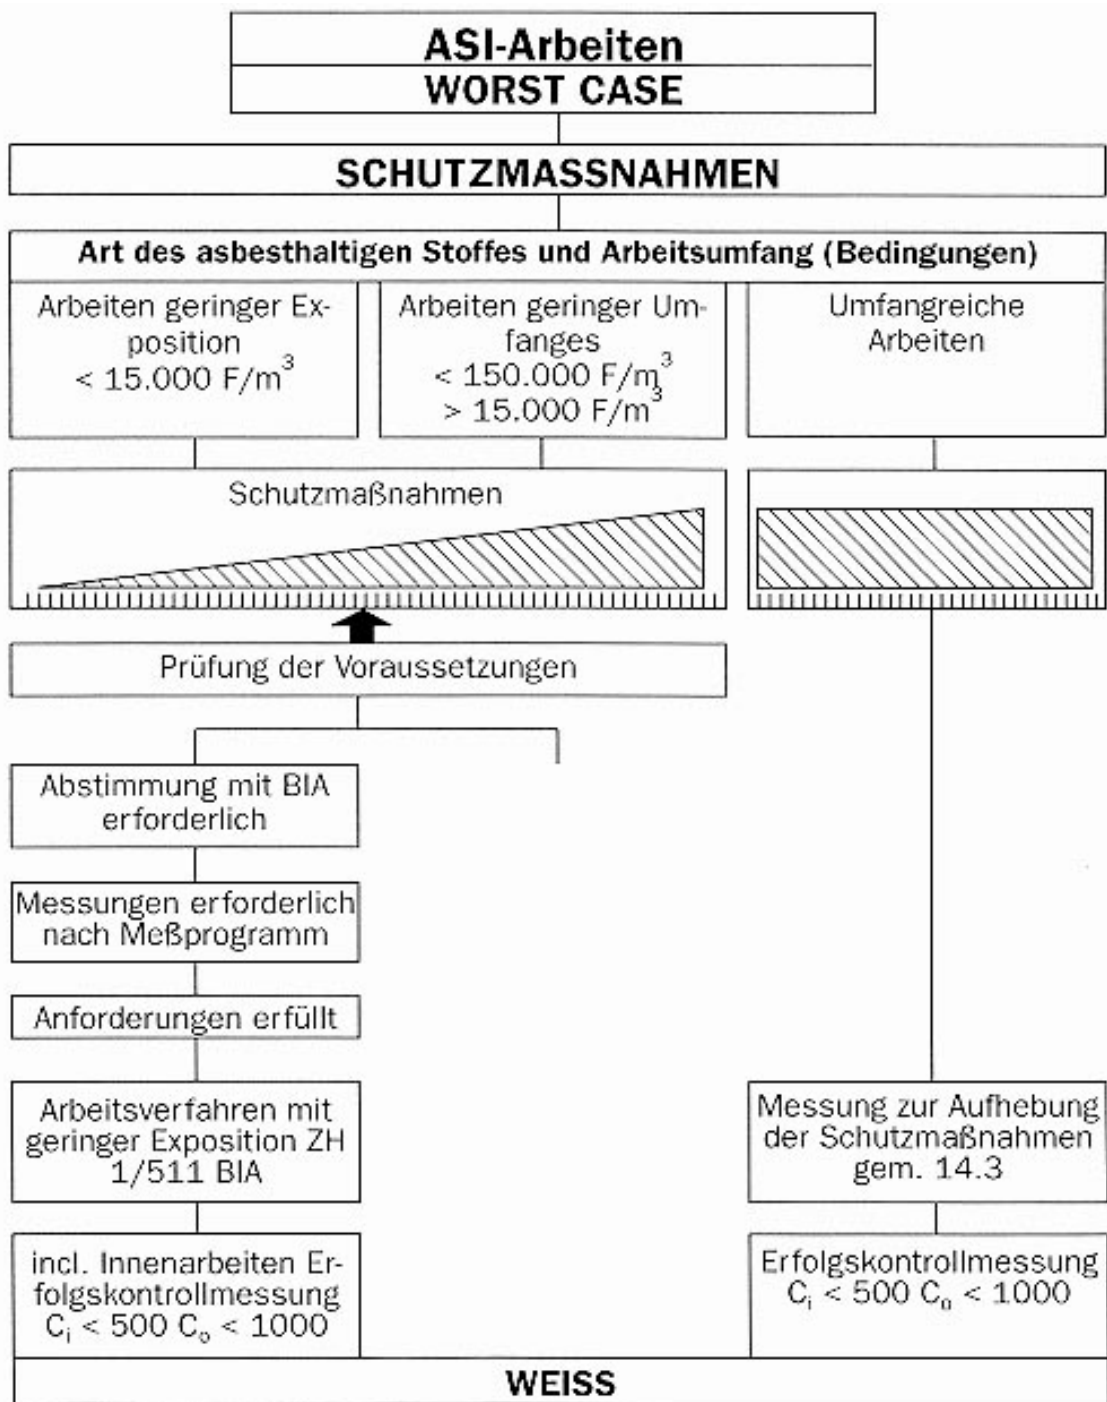 ASI-Arbeiten
WORST CASE
SCHUTZMASSNAHMEN
Art des asbesthaltigen Stoffes und Arbeitsumfang (Bedingungen)
Arbeiten geringer Ex-
position
< 15.000 F/m³
Arbeiten geringer Um-
fanges
< 150.000 F/m³
> 15.000 F/m³
Umfangreiche
Arbeiten
Schutzmaßnahmen
Prüfung der Voraussetzungen
Abstimmung mit BIA
erforderlich
Messungen erforderlich
nach Meßprogramm
Anforderungen erfüllt
Arbeitsverfahren mit
geringer Exposition ZH
1/511 BIA
incl. Innenarbeiten Er-
folgskontrollmessung
Cᵢ < 500 Cₒ < 1000
Messung zur Aufhebung
der Schutzmaßnahmen
gem. 14.3
Erfolgskontrollmessung
Cᵢ < 500 Cₒ < 1000
WEISS